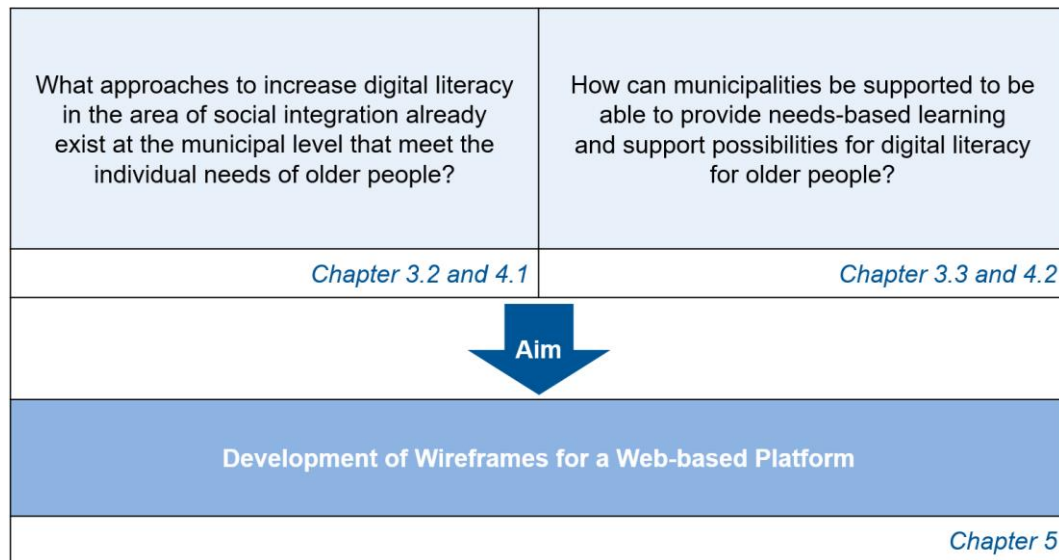 What approaches to increase digital literacy
in the area of social integration already
exist at the municipal level that meet the
individual needs of older people?
Chapter 3.2 and 4.1
How can municipalities be supported to be
able to provide needs-based learning
and support possibilities for digital literacy
for older people?
Chapter 3.3 and 4.2
Aim
Development of Wireframes for a Web-based Platform
Chapter 5